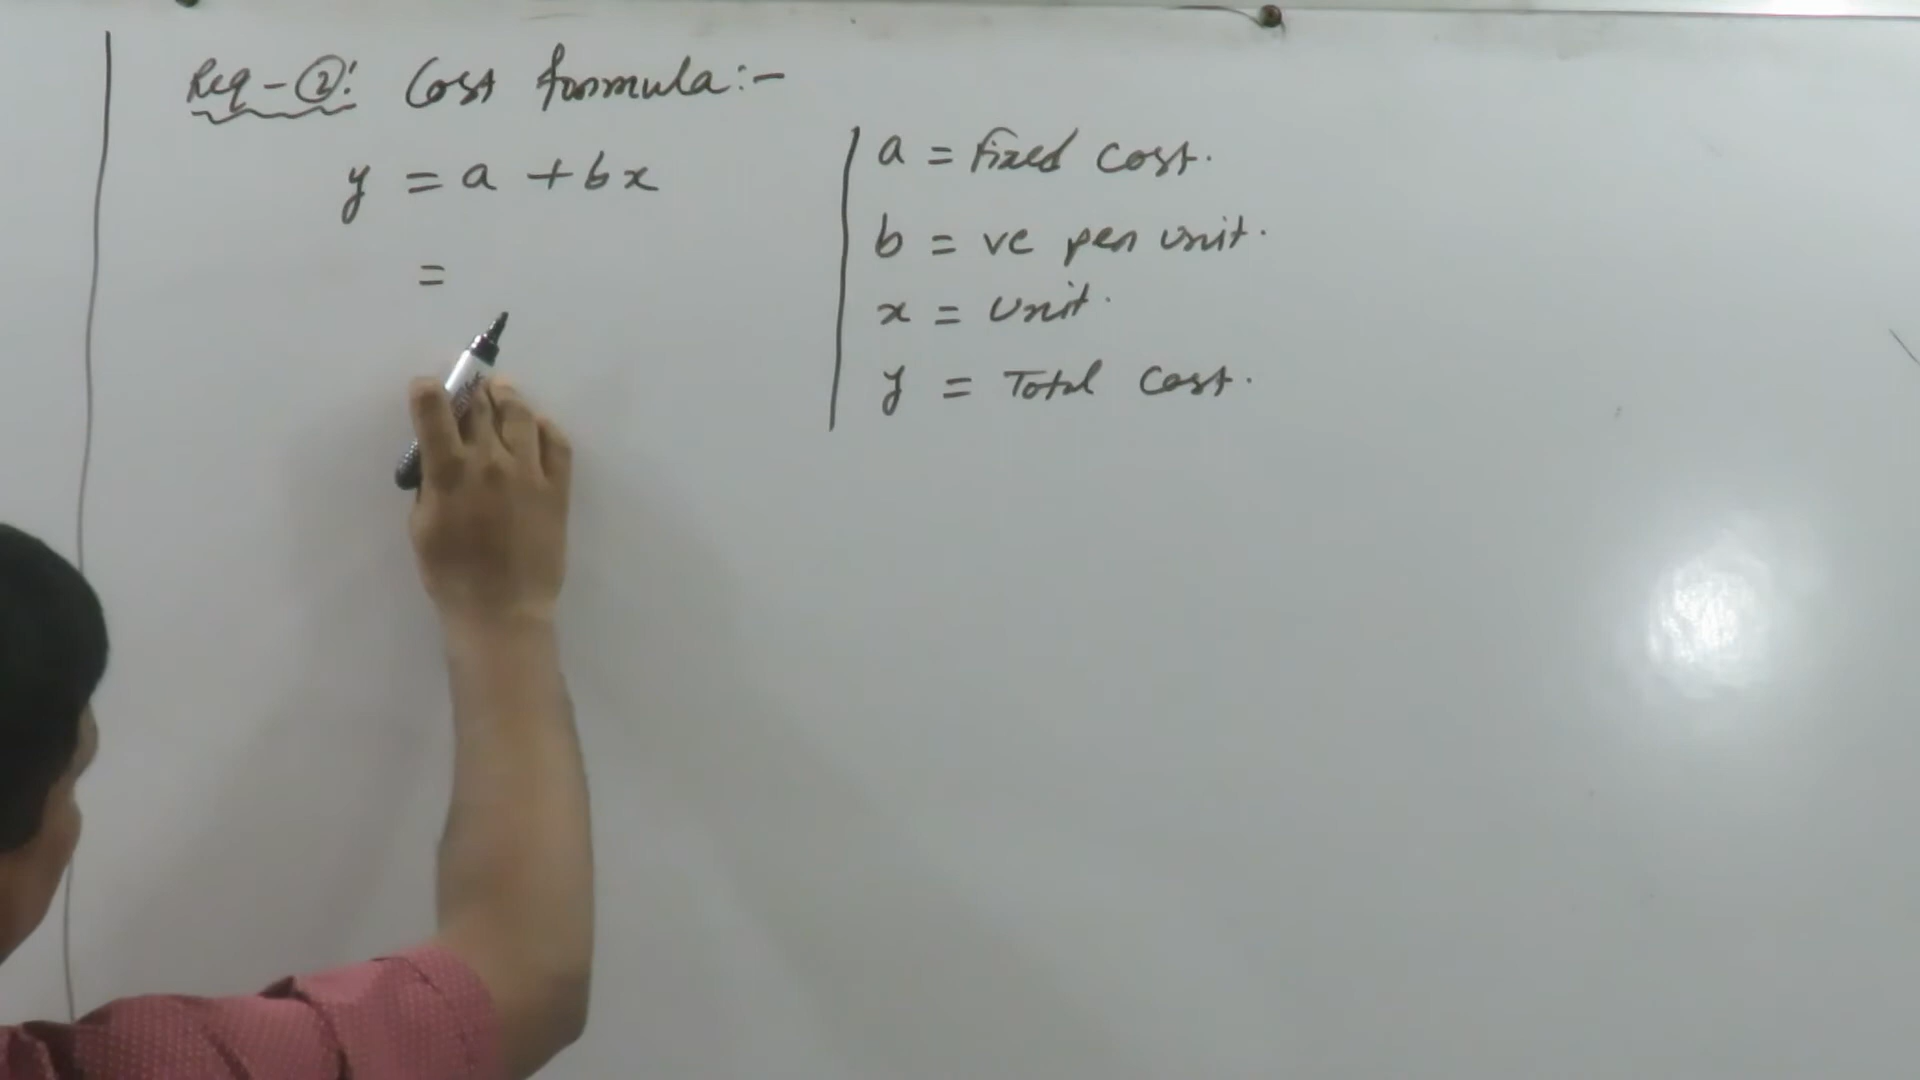 Req-②: Cost formula:-
y = a + bx
=
a = fixed cost.
b = vc per unit.
x = unit.
y = Total cost.